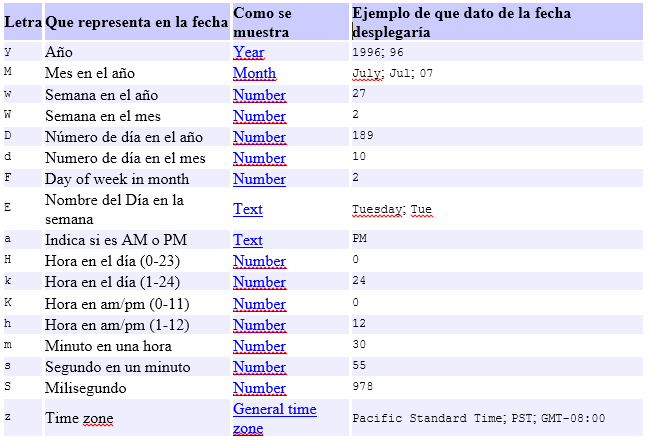 Letra Que representa en la fecha Como se muestra Ejemplo de que dato de la fecha desplegaría
y Año Year 1996; 96
M Mes en el año Month July; Jul; 07
w Semana en el año Number 27
W Semana en el mes Number 2
D Número de día en el año Number 189
d Numero de día en el mes Number 10
F Day of week in month Number 2
E Nombre del Día en la semana Text Tuesday; Tue
a Indica si es AM o PM Text PM
H Hora en el día (0-23) Number 0
k Hora en el día (1-24) Number 24
K Hora en am/pm (0-11) Number 0
h Hora en am/pm (1-12) Number 12
m Minuto en una hora Number 30
s Segundo en un minuto Number 55
S Milisegundo Number 978
z Time zone General time zone Pacific Standard Time; PST; GMT-08:00